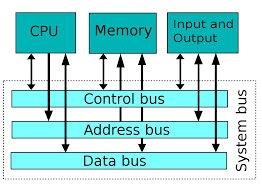 CPU
Memory
Input and
Output
Control bus
Address bus
Data bus
System bus